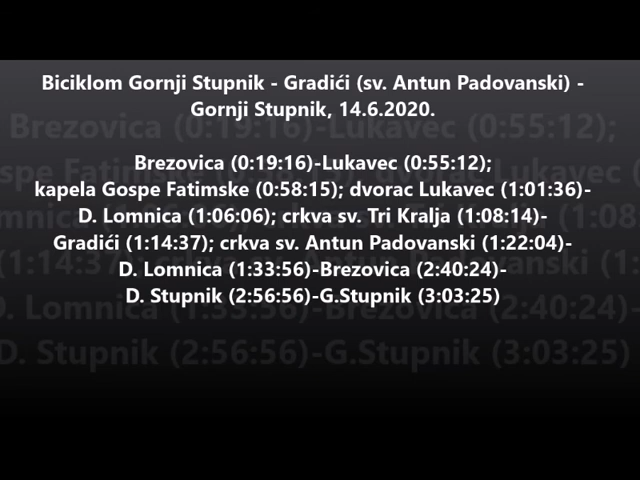 Biciklom Gornji Stupnik - Gradići (sv. Antun Padovanski) -
Gornji Stupnik, 14.6.2020.
Brezovica (0:19:16)-Lukavec (0:55:12);
kapela Gospe Fatimske (0:58:15); dvorac Lukavec (1:01:36)-
D. Lomnica (1:06:06); crkva sv. Tri Kralja (1:08:14)-
Gradići (1:14:37); crkva sv. Antun Padovanski (1:22:04)-
D. Lomnica (1:33:56)-Brezovica (2:40:24)-
D. Stupnik (2:56:56)-G.Stupnik (3:03:25)